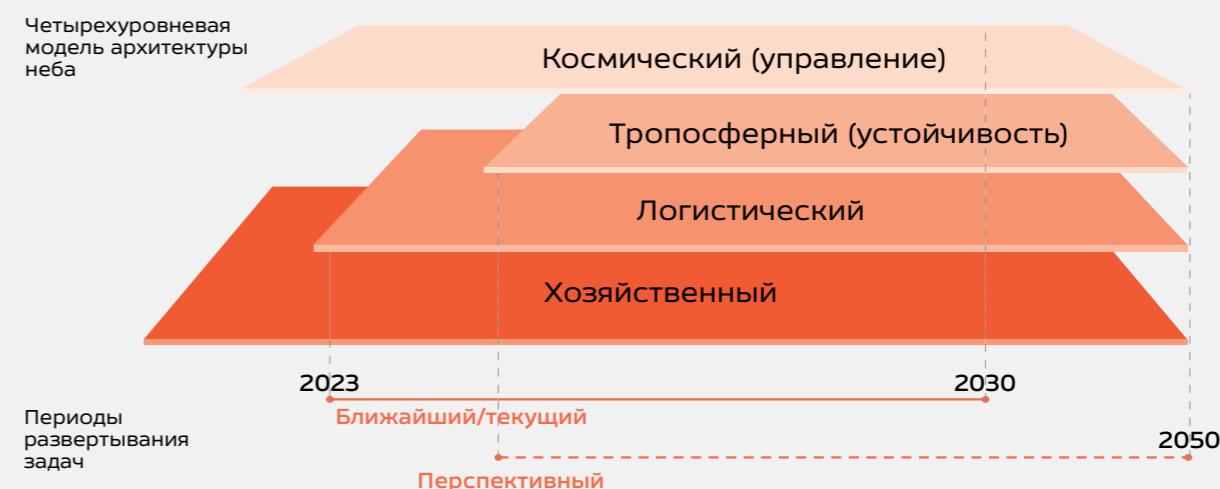 Четырехуровневая
модель архитектуры
неба
Космический (управление)
Тропосферный (устойчивость)
Логистический
Хозяйственный
2023
2030
Ближайший/текущий
Периоды
развертывания
задач
2050
Перспективный